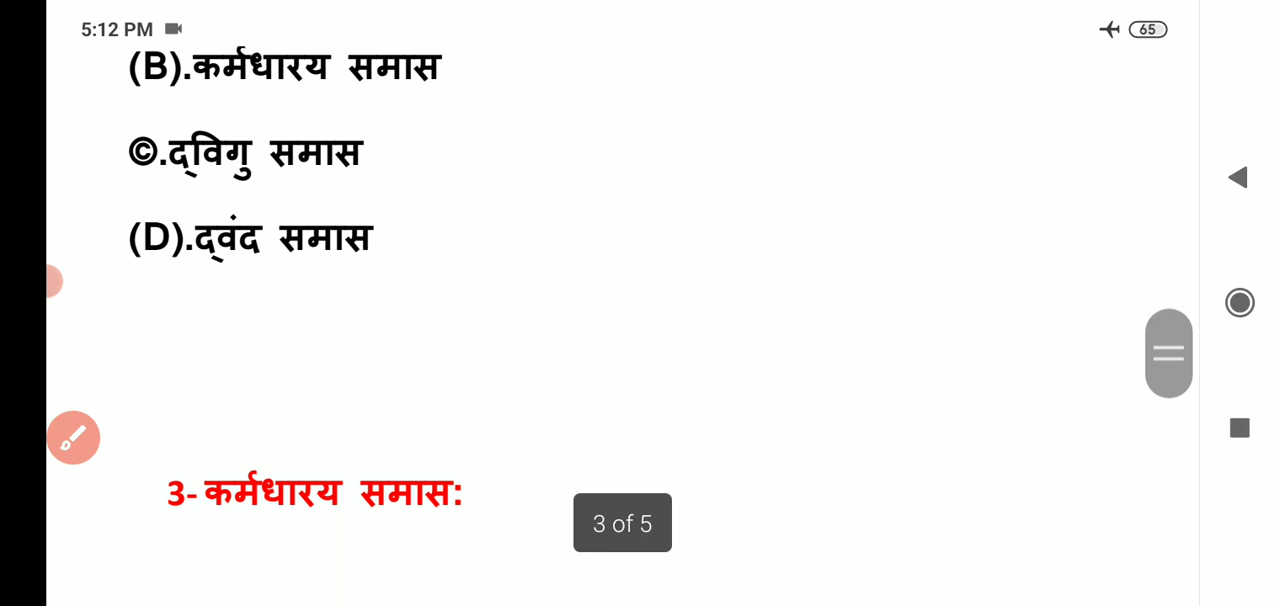 5:12 PM
65
(B).कर्मधारय समास
©.द्विगु समास
(D).द्वंद समास
3- कर्मधारय समास:
3 of 5